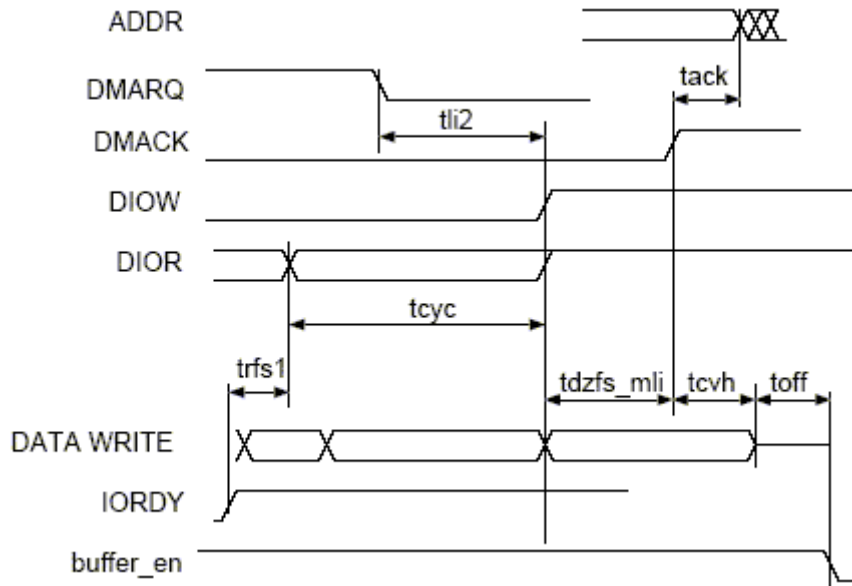 ADDR
tack
DMARQ
tli2
DMACK
DIOW
DIOR
tcyc
trfs1
tdzfs_mli
tcvh
toff
DATA WRITE
IORDY
buffer_en